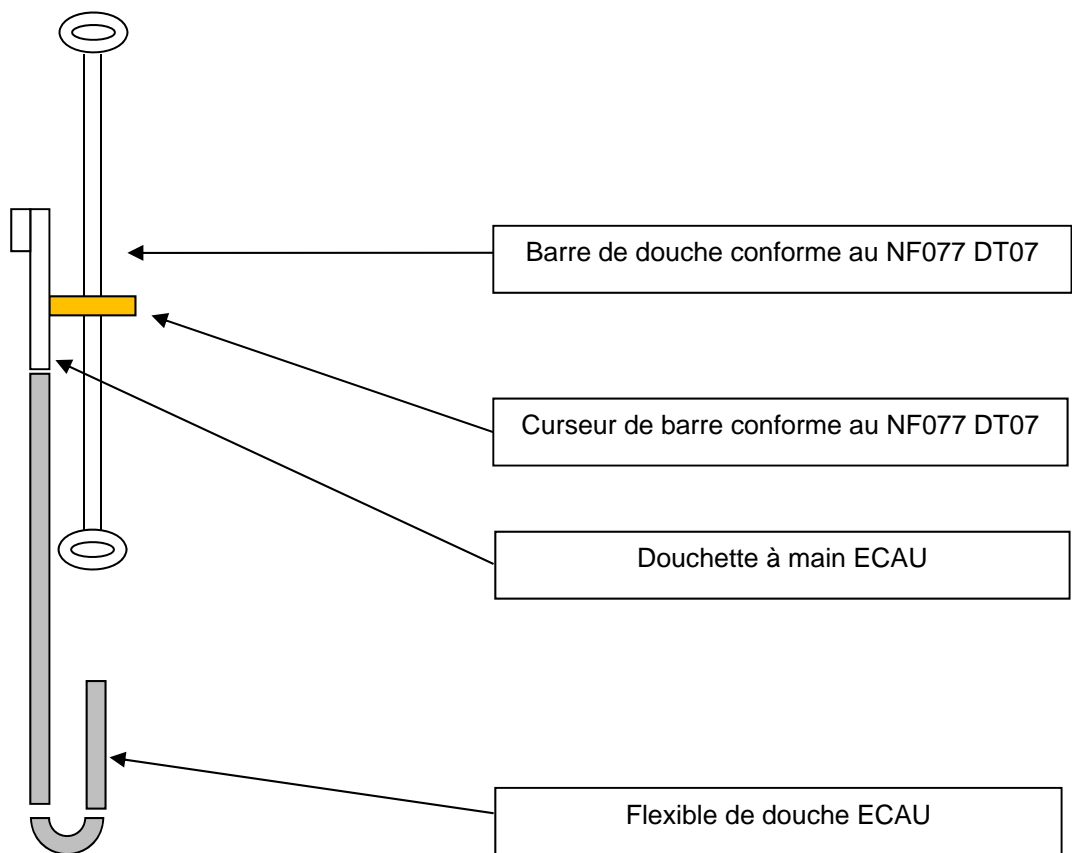 Barre de douche conforme au NF077 DT07
Curseur de barre conforme au NF077 DT07
Douchette à main ECAU
Flexible de douche ECAU